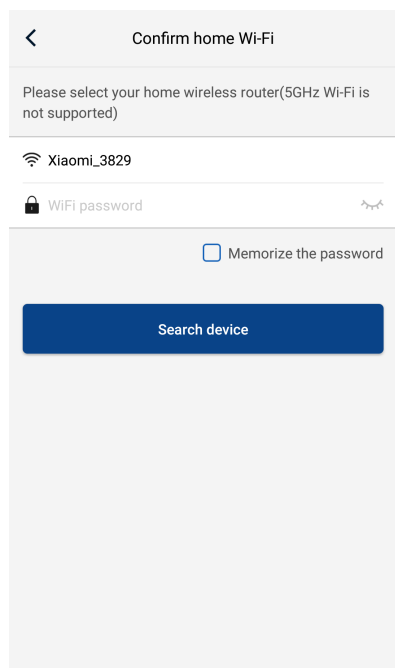 Confirm home Wi-Fi
Please select your home wireless router(5GHz Wi-Fi is
not supported)
Xiaomi_3829
WiFi password
Memorize the password
Search device